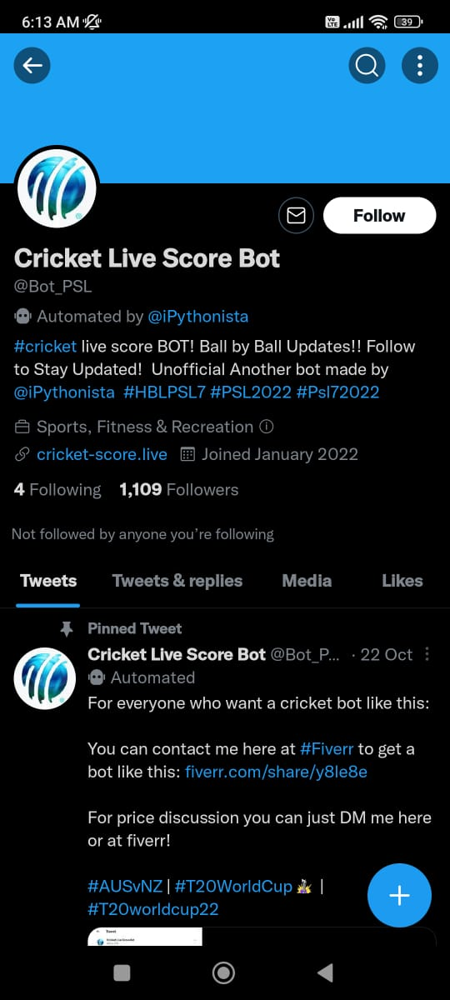 6:13 AM
Vo LTE
39
Follow
Cricket Live Score Bot
@Bot_PSL
Automated by @iPythonista
#cricket live score BOT! Ball by Ball Updates!! Follow
to Stay Updated! Unofficial Another bot made by
@iPythonista #HBLPSL7 #PSL2022 #Psl72022
Sports, Fitness & Recreation
cricket-score.live Joined January 2022
4 Following 1,109 Followers
Not followed by anyone you’re following
Tweets Tweets & replies Media Likes
Pinned Tweet
Cricket Live Score Bot @Bot_P... · 22 Oct
Automated
For everyone who want a cricket bot like this:
You can contact me here at #Fiverr to get a
bot like this: fiverr.com/share/y8le8e
For price discussion you can just DM me here
or at fiverr!
#AUSvNZ | #T20WorldCup |
#T20worldcup22
Tweet